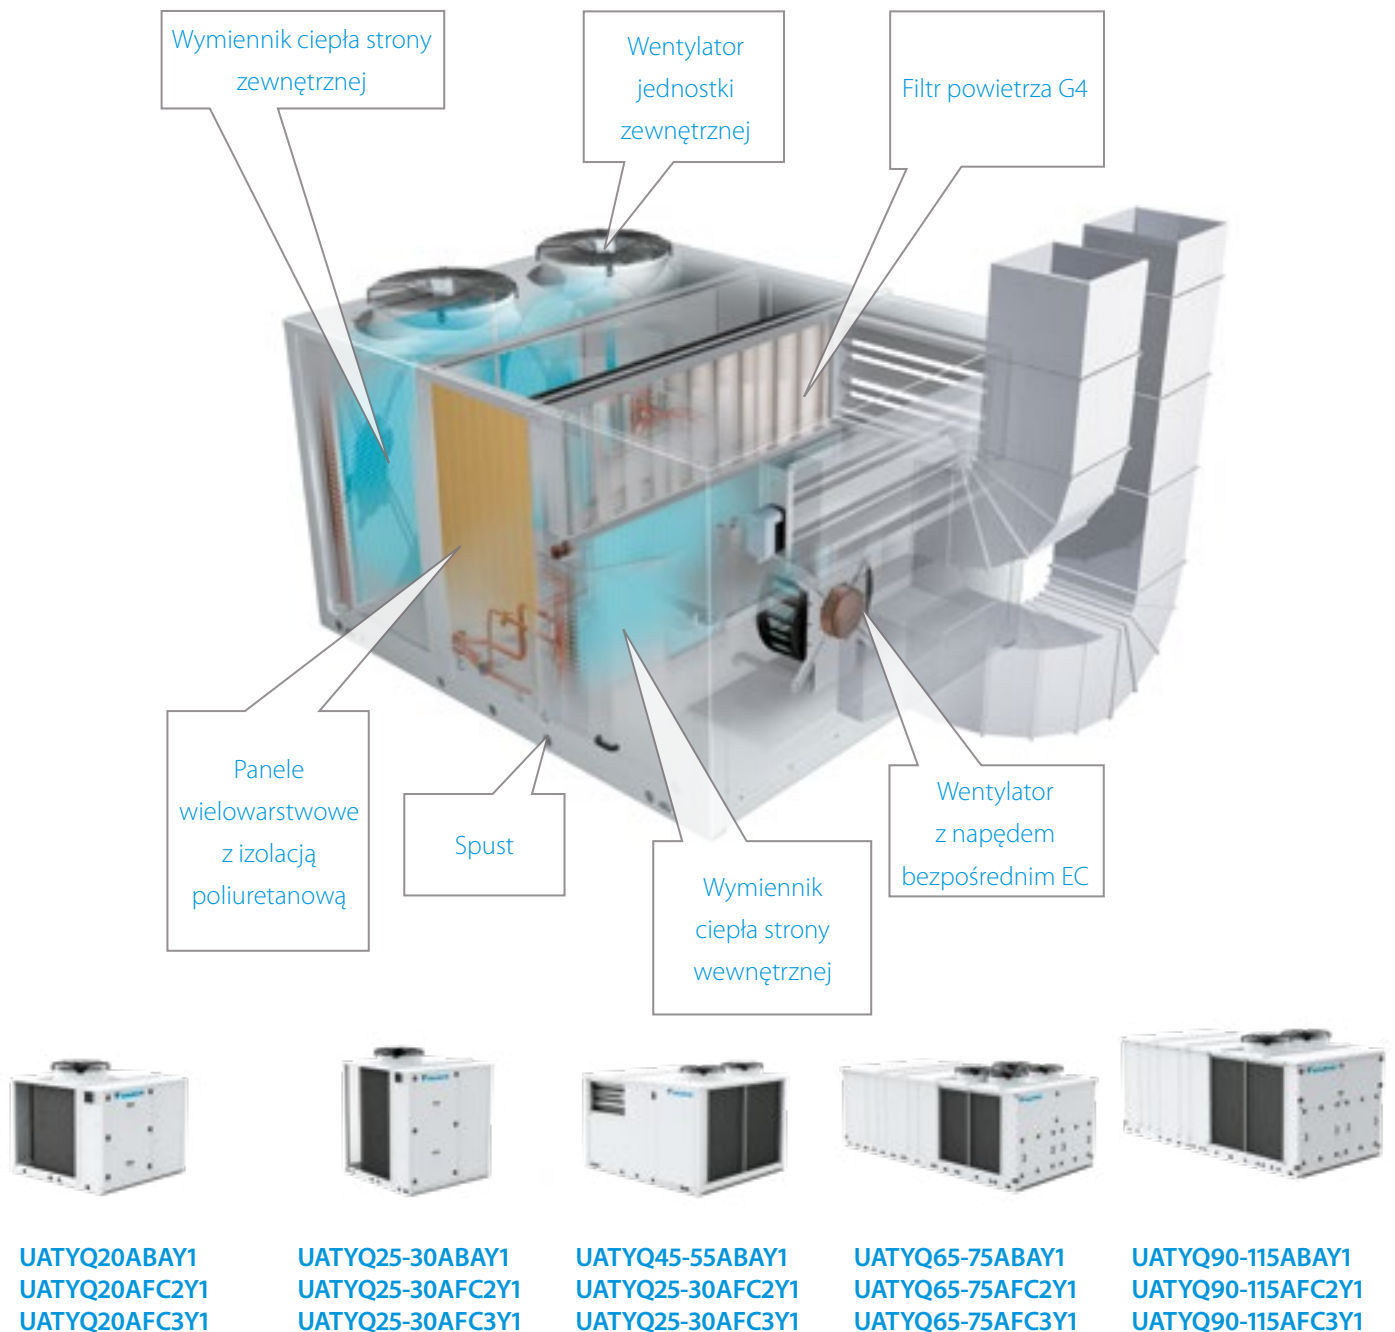 Wymiennik ciepła strony
zewnętrznej
Wentylator
jednostki
zewnętrznej
Filtr powietrza G4
Panele
wielowarstwowe
z izolacją
poliuretanową
Spust
Wymiennik
ciepła strony
wewnętrznej
Wentylator
z napędem
bezpośrednim EC
UATYQ20ABAY1
UATYQ20AFC2Y1
UATYQ20AFC3Y1
UATYQ25-30ABAY1
UATYQ25-30AFC2Y1
UATYQ25-30AFC3Y1
UATYQ45-55ABAY1
UATYQ25-30AFC2Y1
UATYQ25-30AFC3Y1
UATYQ65-75ABAY1
UATYQ65-75AFC2Y1
UATYQ65-75AFC3Y1
UATYQ90-115ABAY1
UATYQ90-115AFC2Y1
UATYQ90-115AFC3Y1